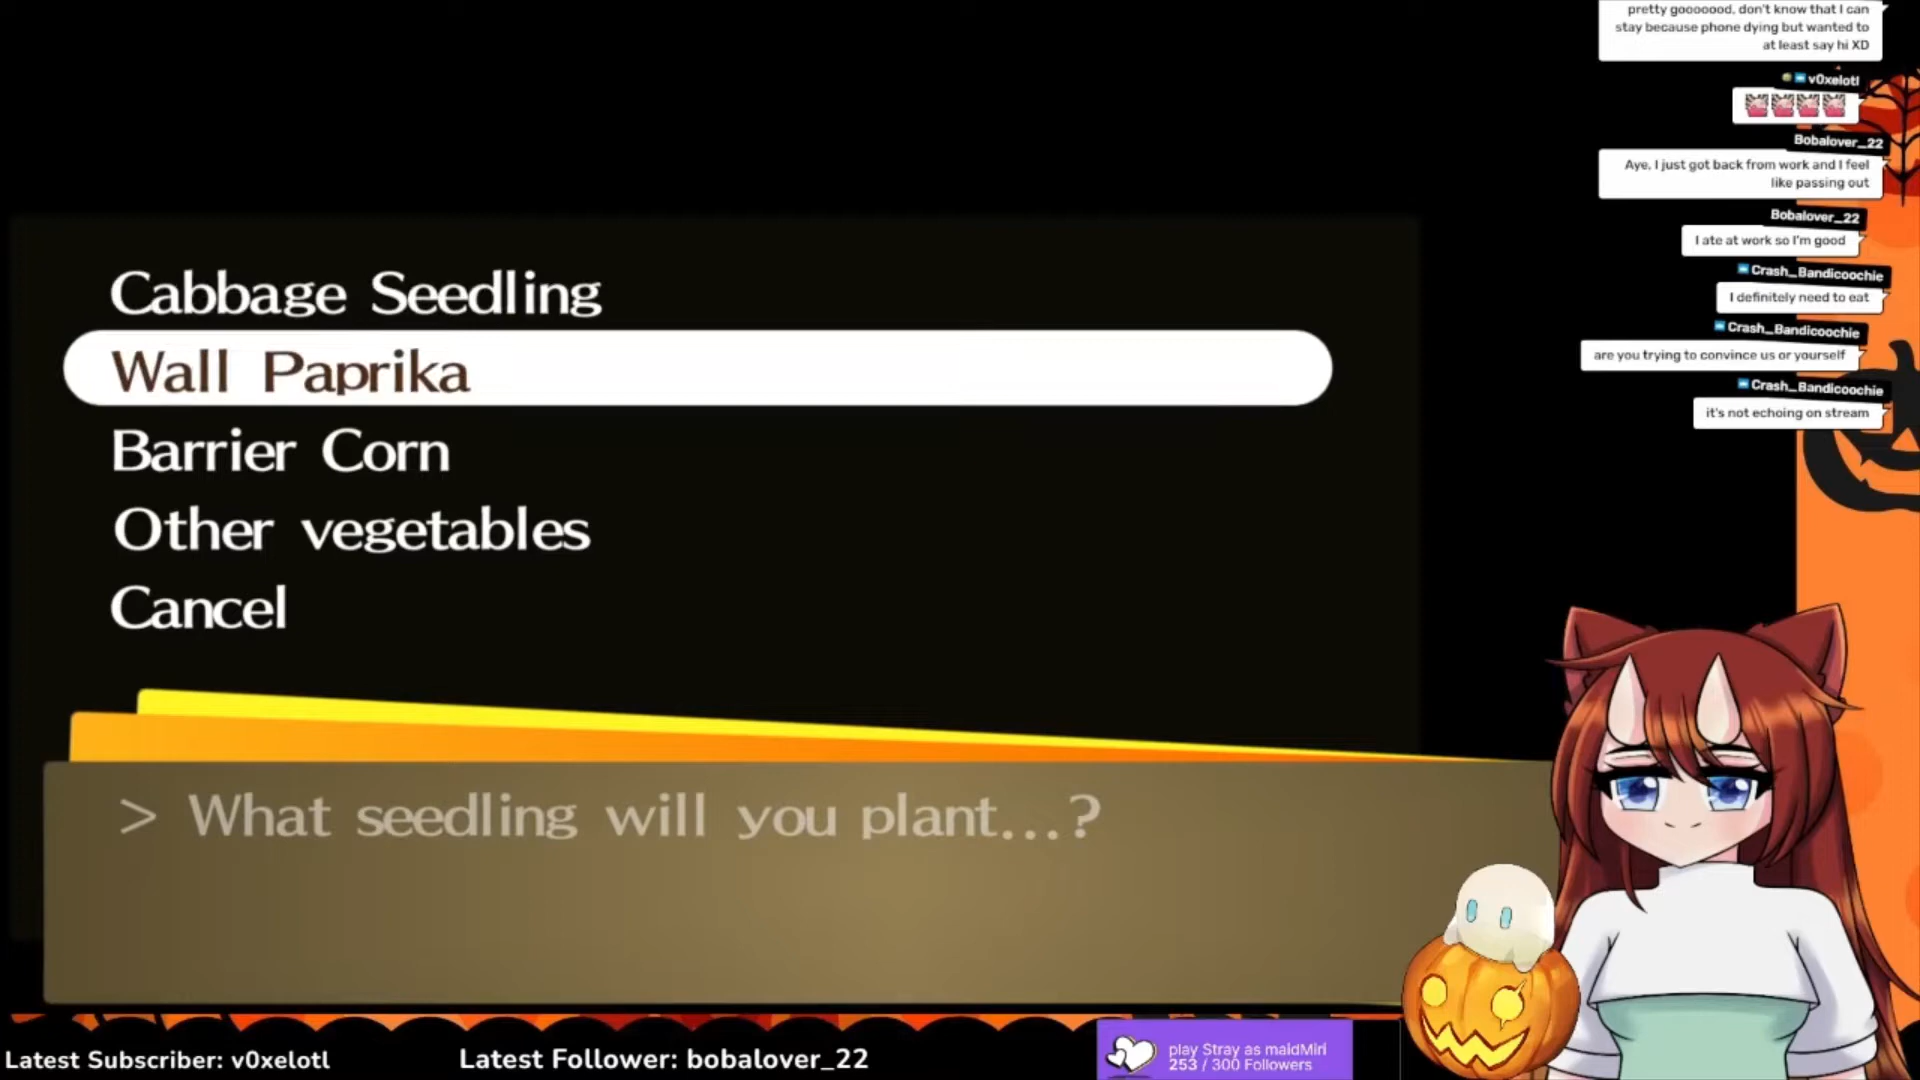 Cabbage Seedling
Wall Paprika
Barrier Corn
Other vegetables
Cancel
> What seedling will you plant...?
pretty gooooood, don't know that I can
stay because phone dying but wanted to
at least say hi XD
v0xelotl
Bobalover_22
Aye, I just got back from work and I feel
like passing out
Bobalover_22
I ate at work so I'm good
Crash_Bandicoochie
I definitely need to eat
Crash_Bandicoochie
are you trying to convince us or yourself
Crash_Bandicoochie
it's not echoing on stream
Latest Subscriber: v0xelotl
Latest Follower: bobalover_22
play Stray as maidMiri
253 / 300 Followers